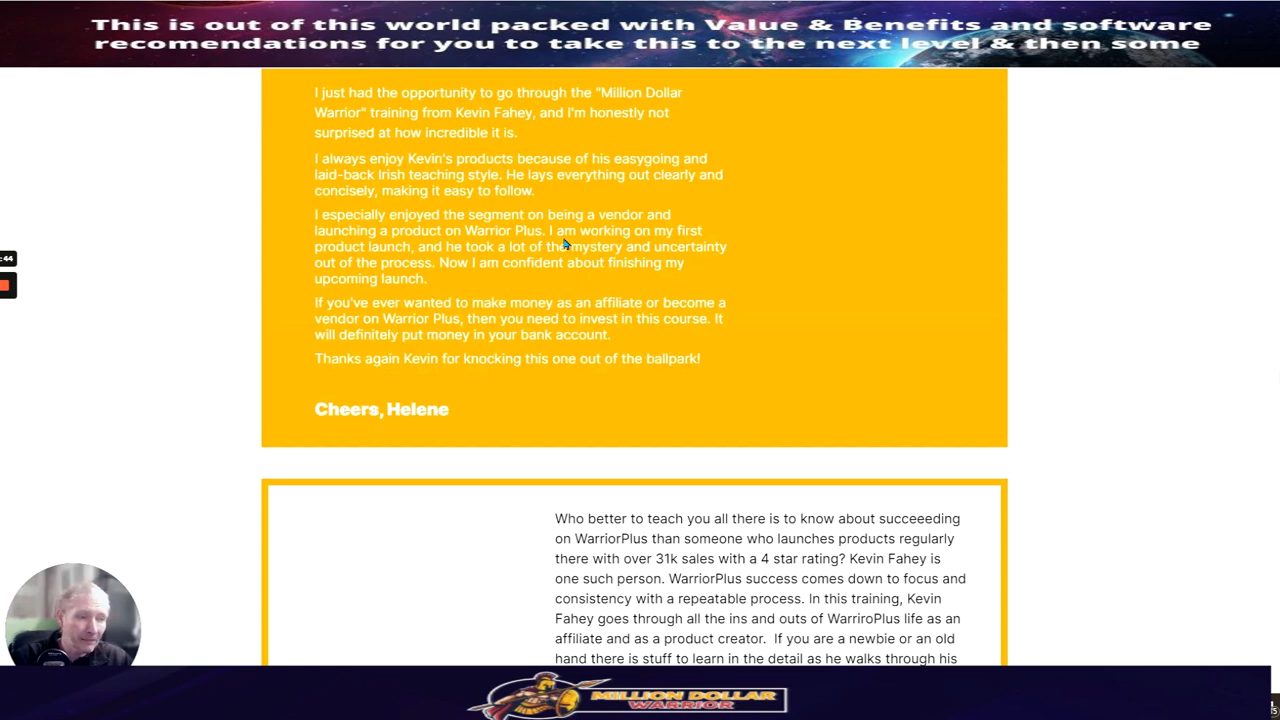 This is out of this world packed with Value & Benefits and software
recomendations for you to take this to the next level & then some
I just had the opportunity to go through the "Million Dollar
Warrior" training from Kevin Fahey, and I'm honestly not
surprised at how incredible it is.
I always enjoy Kevin's products because of his easygoing and
laid-back Irish teaching style. He lays everything out clearly and
concisely, making it easy to follow.
I especially enjoyed the segment on being a vendor and
launching a product on Warrior Plus. I am working on my first
product launch, and he took a lot of the mystery and uncertainty
out of the process. Now I am confident about finishing my
upcoming launch.
If you've ever wanted to make money as an affiliate or become a
vendor on Warrior Plus, then you need to invest in this course. It
will definitely put money in your bank account.
Thanks again Kevin for knocking this one out of the ballpark!
Cheers, Helene
:44
Who better to teach you all there is to know about succeeeding
on WarriorPlus than someone who launches products regularly
there with over 31k sales with a 4 star rating? Kevin Fahey is
one such person. WarriorPlus success comes down to focus and
consistency with a repeatable process. In this training, Kevin
Fahey goes through all the ins and outs of WarriroPlus life as an
affiliate and as a product creator. If you are a newbie or an old
hand there is stuff to learn in the detail as he walks through his
MILLION DOLLAR
WARRIOR